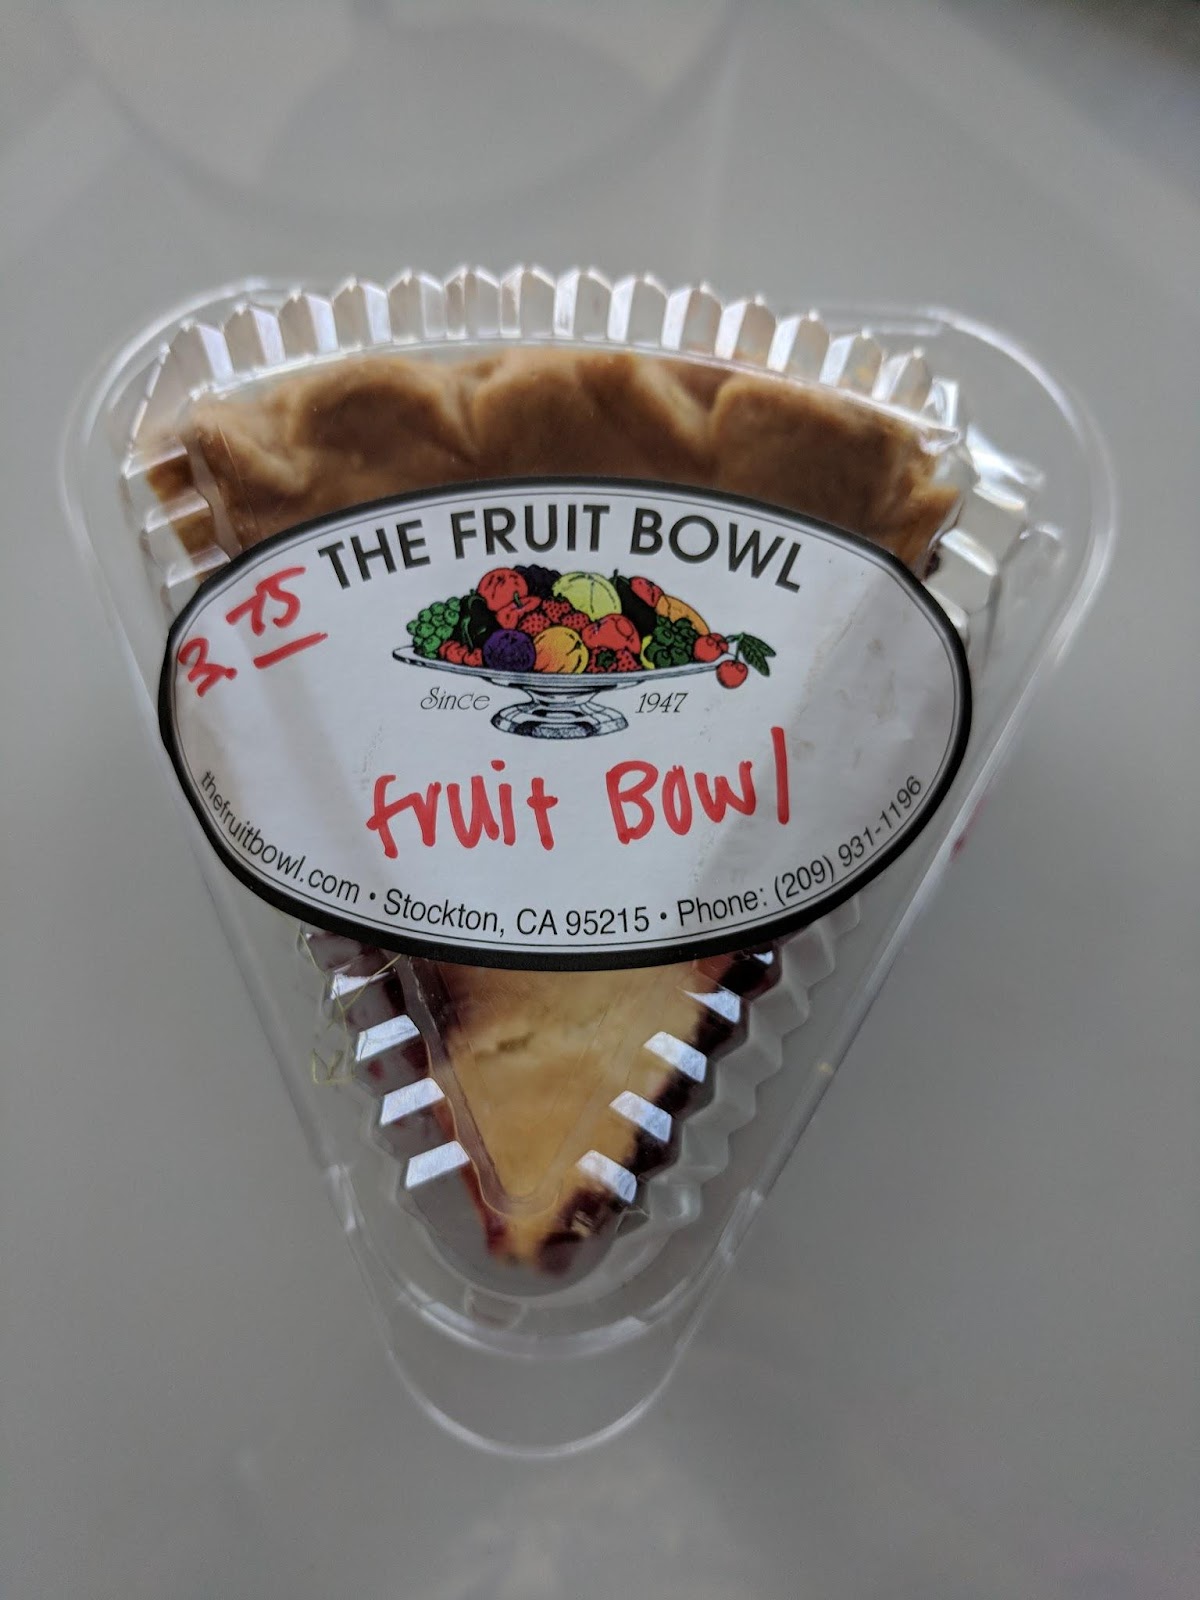 THE FRUIT BOWL
3.75
Since 1947
fruit Bowl
thefruitbowl.com • Stockton, CA 95215 • Phone: (209) 931-1196